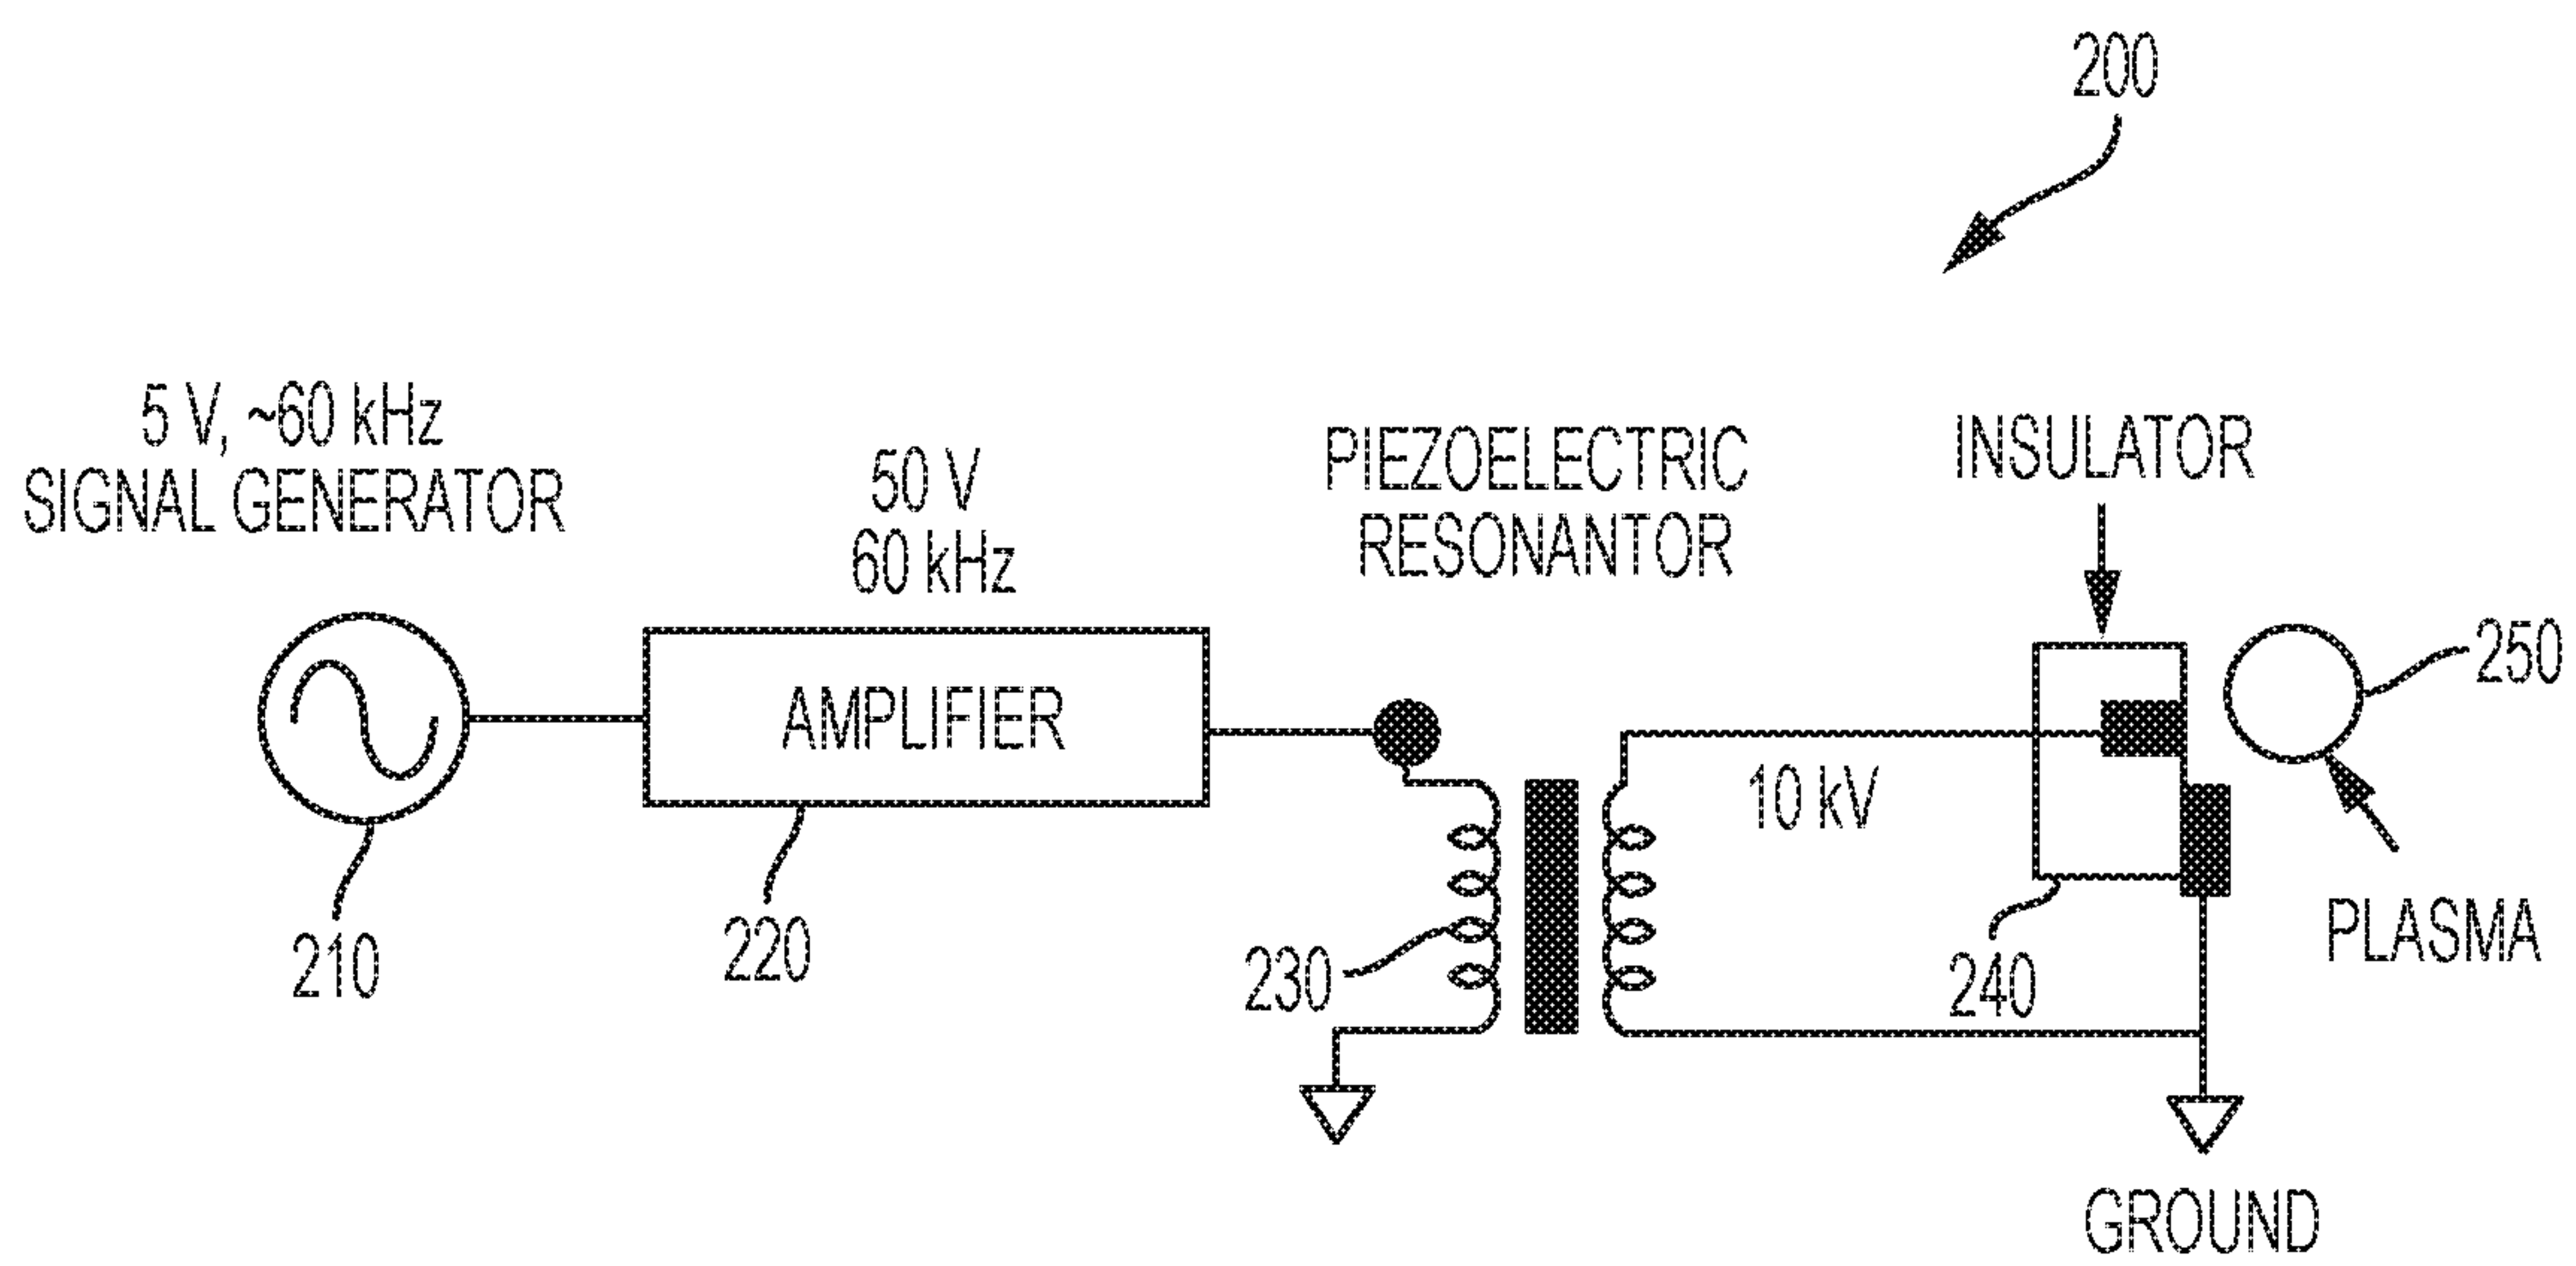 200
5 V, ~60 kHz
SIGNAL GENERATOR
50 V
60 kHz
PIEZOELECTRIC
RESONANTOR
INSULATOR
AMPLIFIER
250
10 kV
PLASMA
210
220
230
240
GROUND